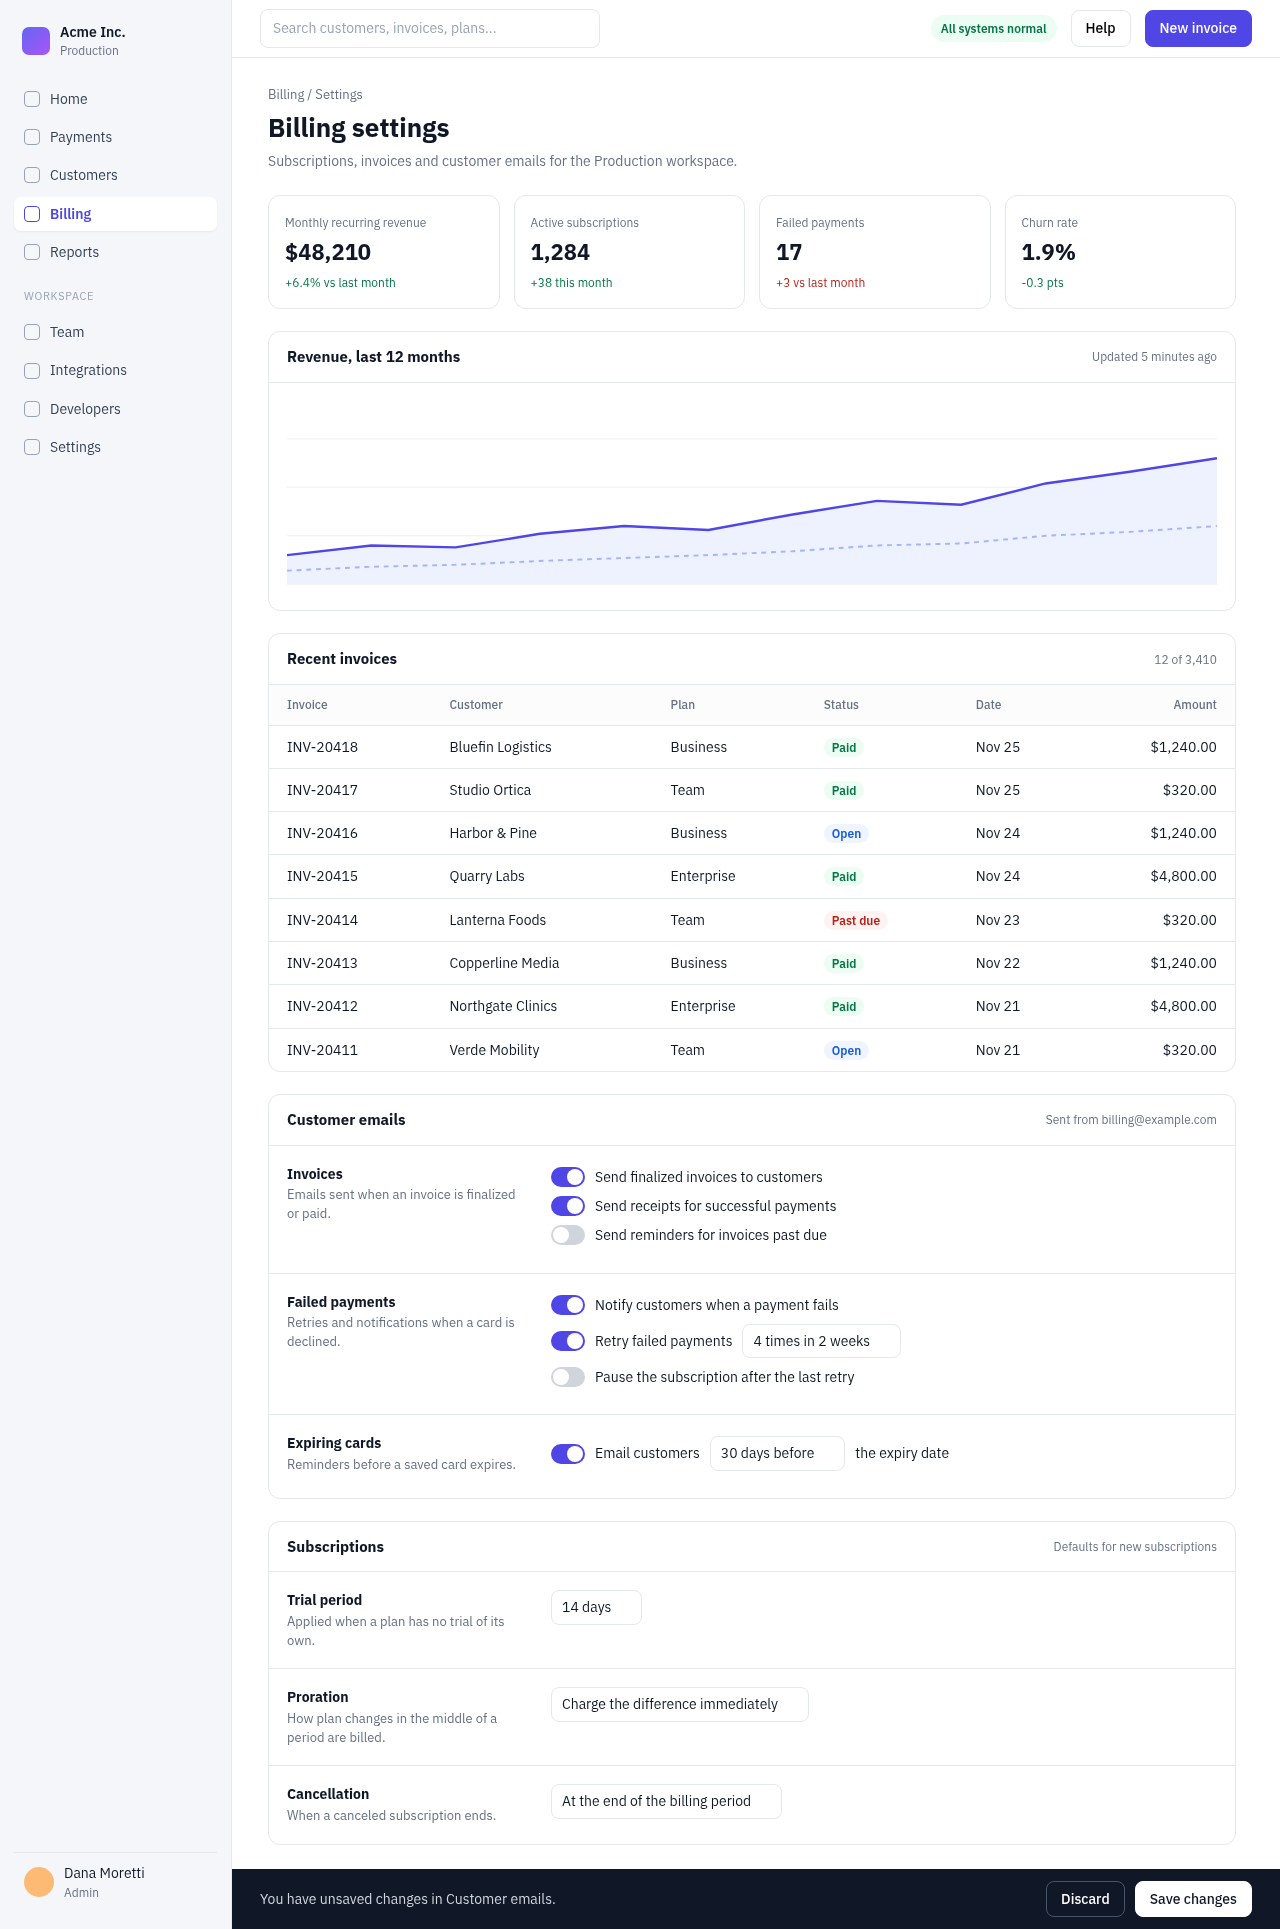 Acme Inc.
Production
Home
Payments
Customers
Billing
Reports
WORKSPACE
Team
Integrations
Developers
Settings
Dana Moretti
Admin
Search customers, invoices, plans...
All systems normal
Help
New invoice
Billing / Settings
Billing settings
Subscriptions, invoices and customer emails for the Production workspace.
Monthly recurring revenue
$48,210
+6.4% vs last month
Active subscriptions
1,284
+38 this month
Failed payments
17
+3 vs last month
Churn rate
1.9%
-0.3 pts
Revenue, last 12 months
Updated 5 minutes ago
Recent invoices
12 of 3,410
Invoice Customer Plan Status Date Amount
INV-20418 Bluefin Logistics Business Paid Nov 25 $1,240.00
INV-20417 Studio Ortica Team Paid Nov 25 $320.00
INV-20416 Harbor & Pine Business Open Nov 24 $1,240.00
INV-20415 Quarry Labs Enterprise Paid Nov 24 $4,800.00
INV-20414 Lanterna Foods Team Past due Nov 23 $320.00
INV-20413 Copperline Media Business Paid Nov 22 $1,240.00
INV-20412 Northgate Clinics Enterprise Paid Nov 21 $4,800.00
INV-20411 Verde Mobility Team Open Nov 21 $320.00
Customer emails
Sent from billing@example.com
Invoices
Emails sent when an invoice is finalized
or paid.
Send finalized invoices to customers
Send receipts for successful payments
Send reminders for invoices past due
Failed payments
Retries and notifications when a card is
declined.
Notify customers when a payment fails
Retry failed payments 4 times in 2 weeks
Pause the subscription after the last retry
Expiring cards
Reminders before a saved card expires.
Email customers 30 days before the expiry date
Subscriptions
Defaults for new subscriptions
Trial period
Applied when a plan has no trial of its
own.
14 days
Proration
How plan changes in the middle of a
period are billed.
Charge the difference immediately
Cancellation
When a canceled subscription ends.
At the end of the billing period
You have unsaved changes in Customer emails.
Discard
Save changes